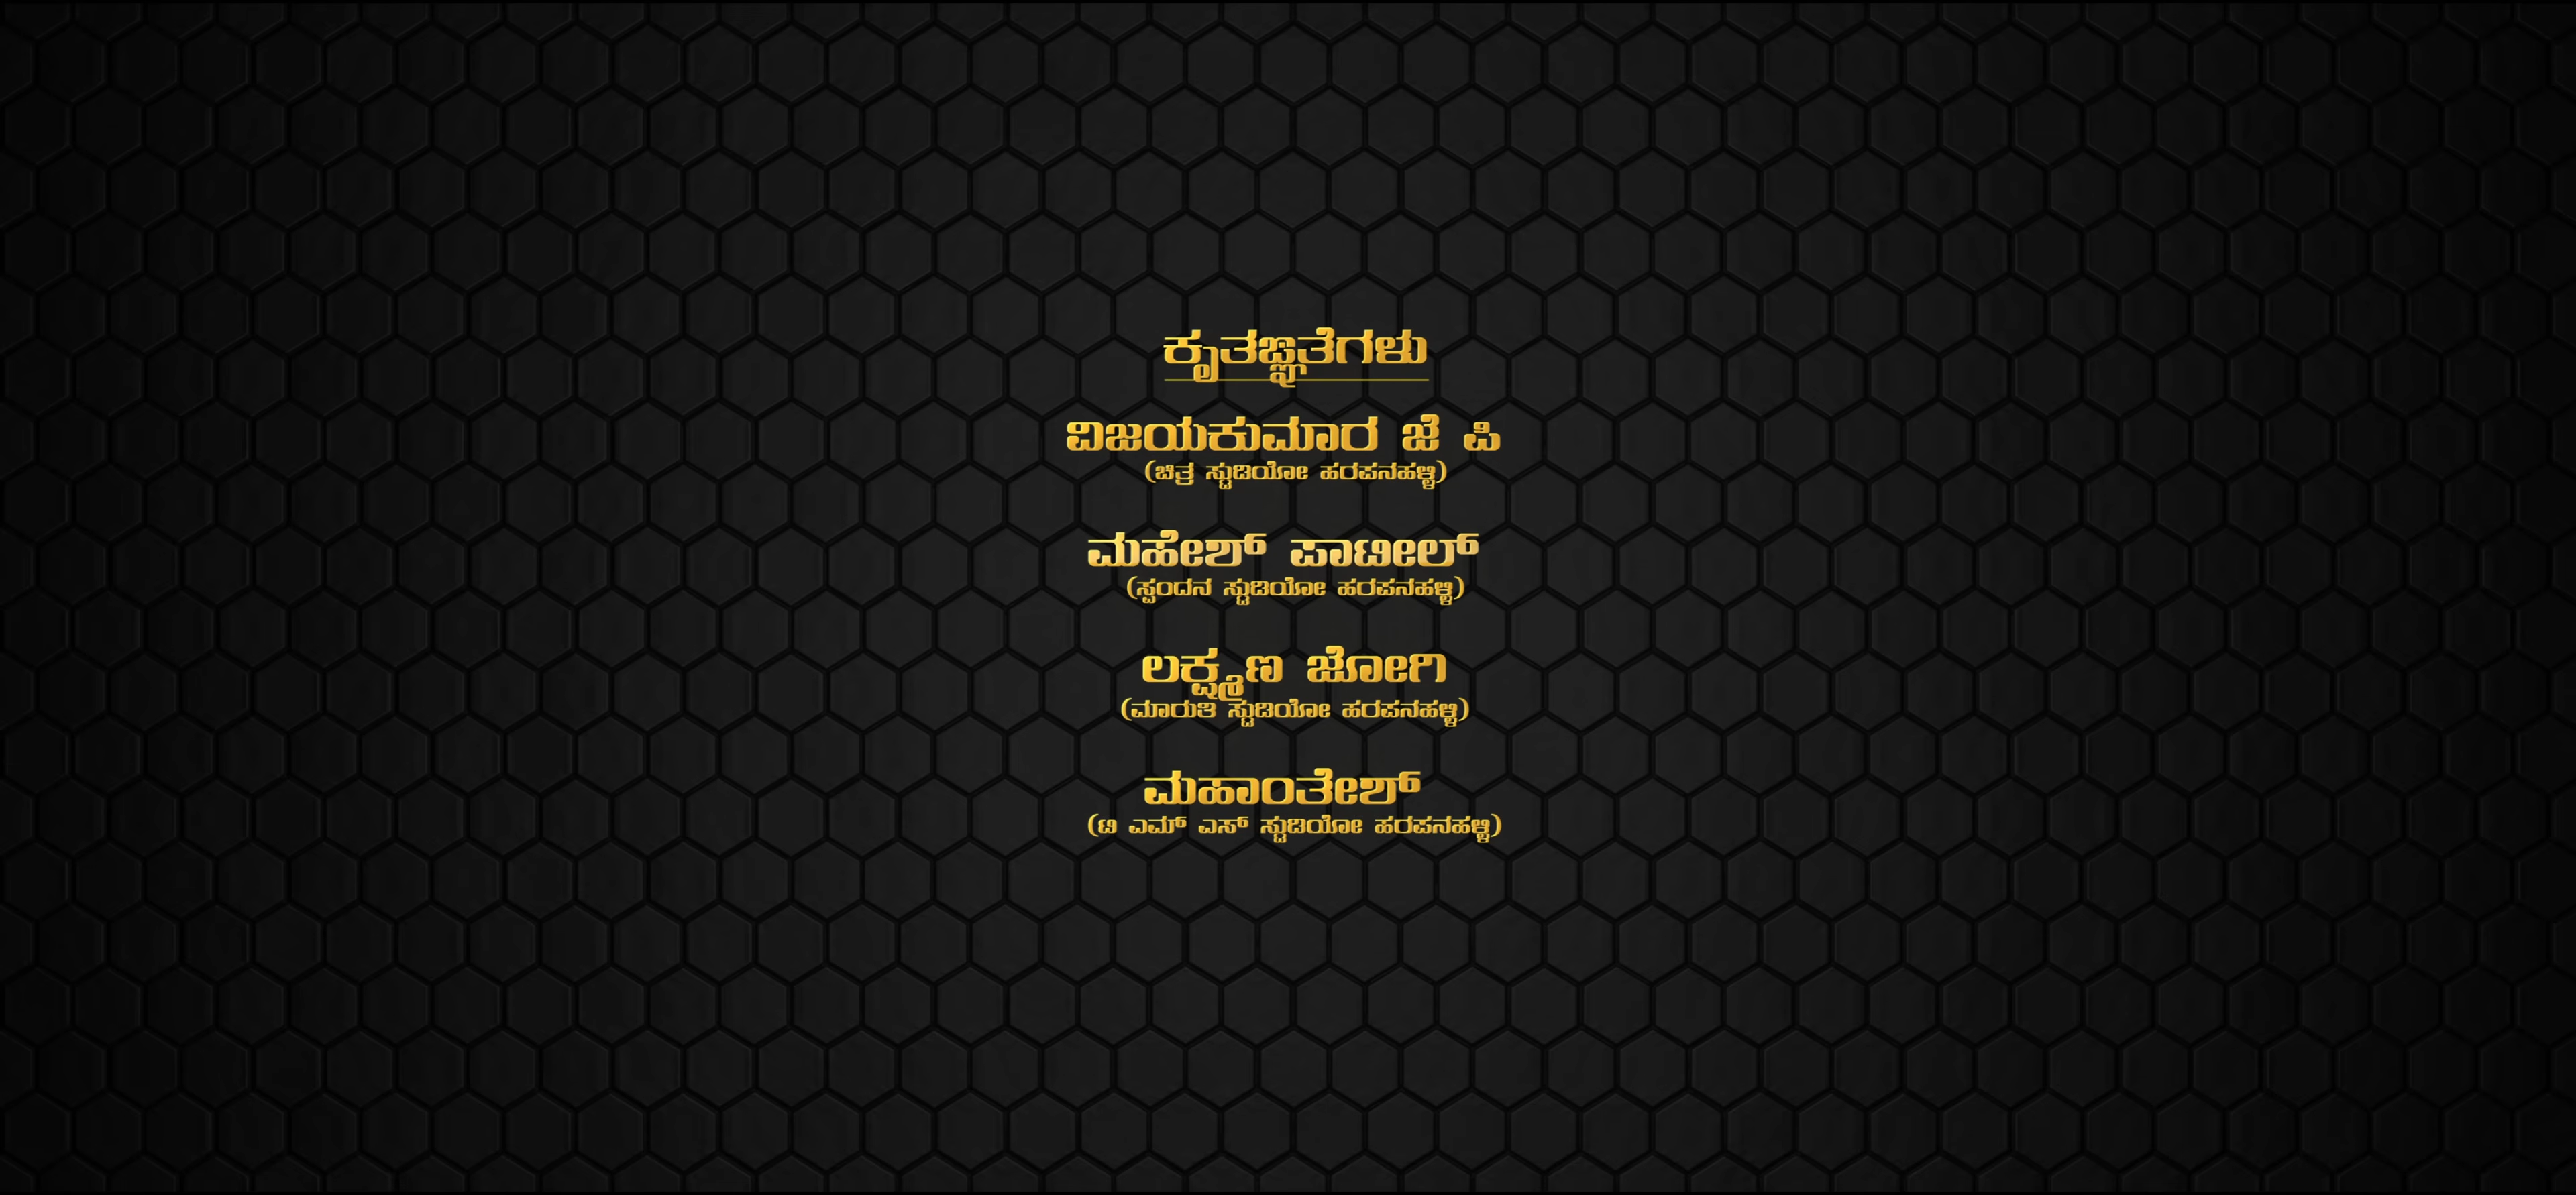 ಕೃತಜ್ಞತೆಗಳು
ವಿಜಯಕುಮಾರ ಜೆ ಪಿ
(ಚಿತ್ರ ಸ್ಟುಡಿಯೋ ಹರಪನಹಳ್ಳಿ)
ಮಹೇಶ್ ಪಾಟೀಲ್
(ಸ್ಪಂದನ ಸ್ಟುಡಿಯೋ ಹರಪನಹಳ್ಳಿ)
ಲಕ್ಷ್ಮಣ ಜೋಗಿ
(ಮಾರುತಿ ಸ್ಟುಡಿಯೋ ಹರಪನಹಳ್ಳಿ)
ಮಹಾಂತೇಶ್
(ಟಿ ಎಮ್ ಎಸ್ ಸ್ಟುಡಿಯೋ ಹರಪನಹಳ್ಳಿ)